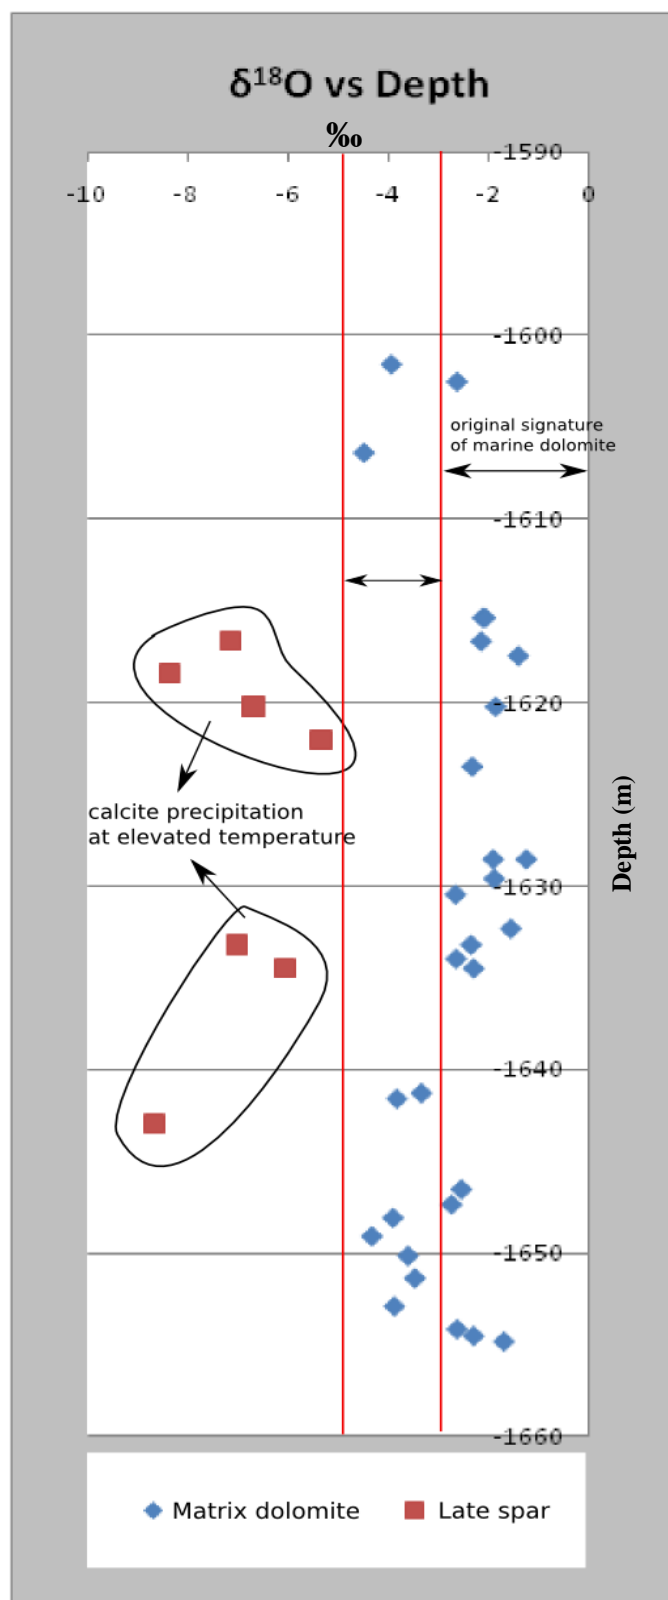 δ¹⁸O vs Depth
‰
-1590
-10 -8 -6 -4 -2 0
-1600
original signature
of marine dolomite
-1610
-1620
calcite precipitation
at elevated temperature
Depth (m)
-1630
-1640
-1650
-1660
Matrix dolomite Late spar